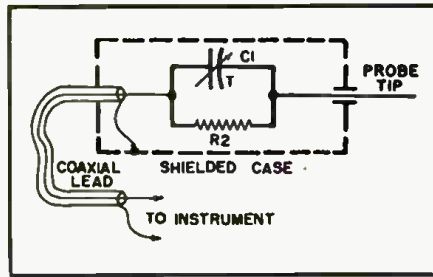 C1
T
PROBE
TIP
R2
COAXIAL
LEAD
SHIELDED CASE
TO INSTRUMENT